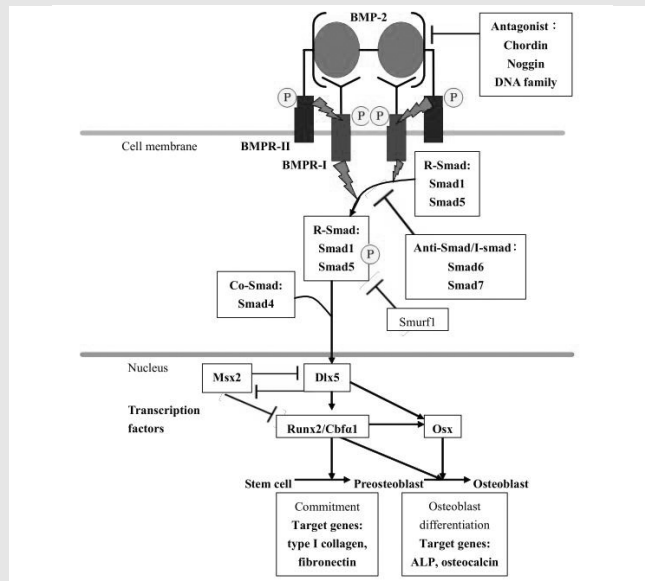 BMP-2
Antagonist：
Chordin
Noggin
DNA family
P
P
P
P
Cell membrane
BMPR-II
BMPR-I
R-Smad:
Smad1
Smad5
R-Smad:
Smad1
Smad5
P
Anti-Smad/I-smad：
Smad6
Smad7
Co-Smad:
Smad4
Smurf1
Nucleus
Msx2
Dlx5
Transcription
factors
Runx2/Cbfα1
Osx
Stem cell
Preosteoblast
Osteoblast
Commitment
Target genes:
type I collagen,
fibronectin
Osteoblast
differentiation
Target genes:
ALP, osteocalcin